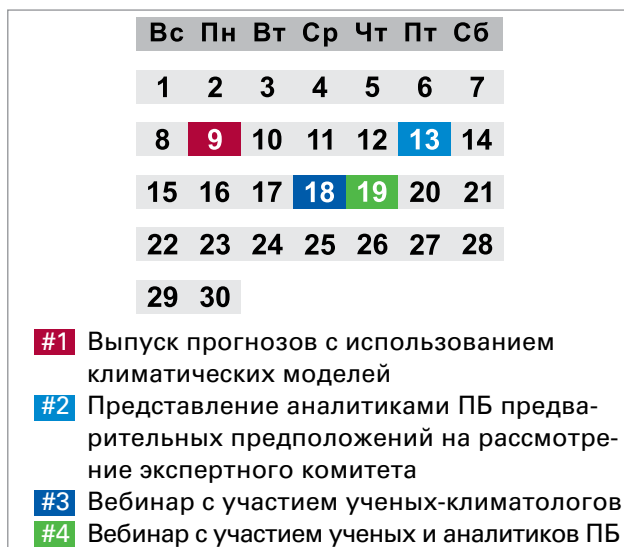 Вс Пн Вт Ср Чт Пт Сб
1 2 3 4 5 6 7
8 9 10 11 12 13 14
15 16 17 18 19 20 21
22 23 24 25 26 27 28
29 30
#1 Выпуск прогнозов с использованием
климатических моделей
#2 Представление аналитиками ПБ предва-
рительных предположений на рассмотре-
ние экспертного комитета
#3 Вебинар с участием ученых-климатологов
#4 Вебинар с участием ученых и аналитиков ПБ